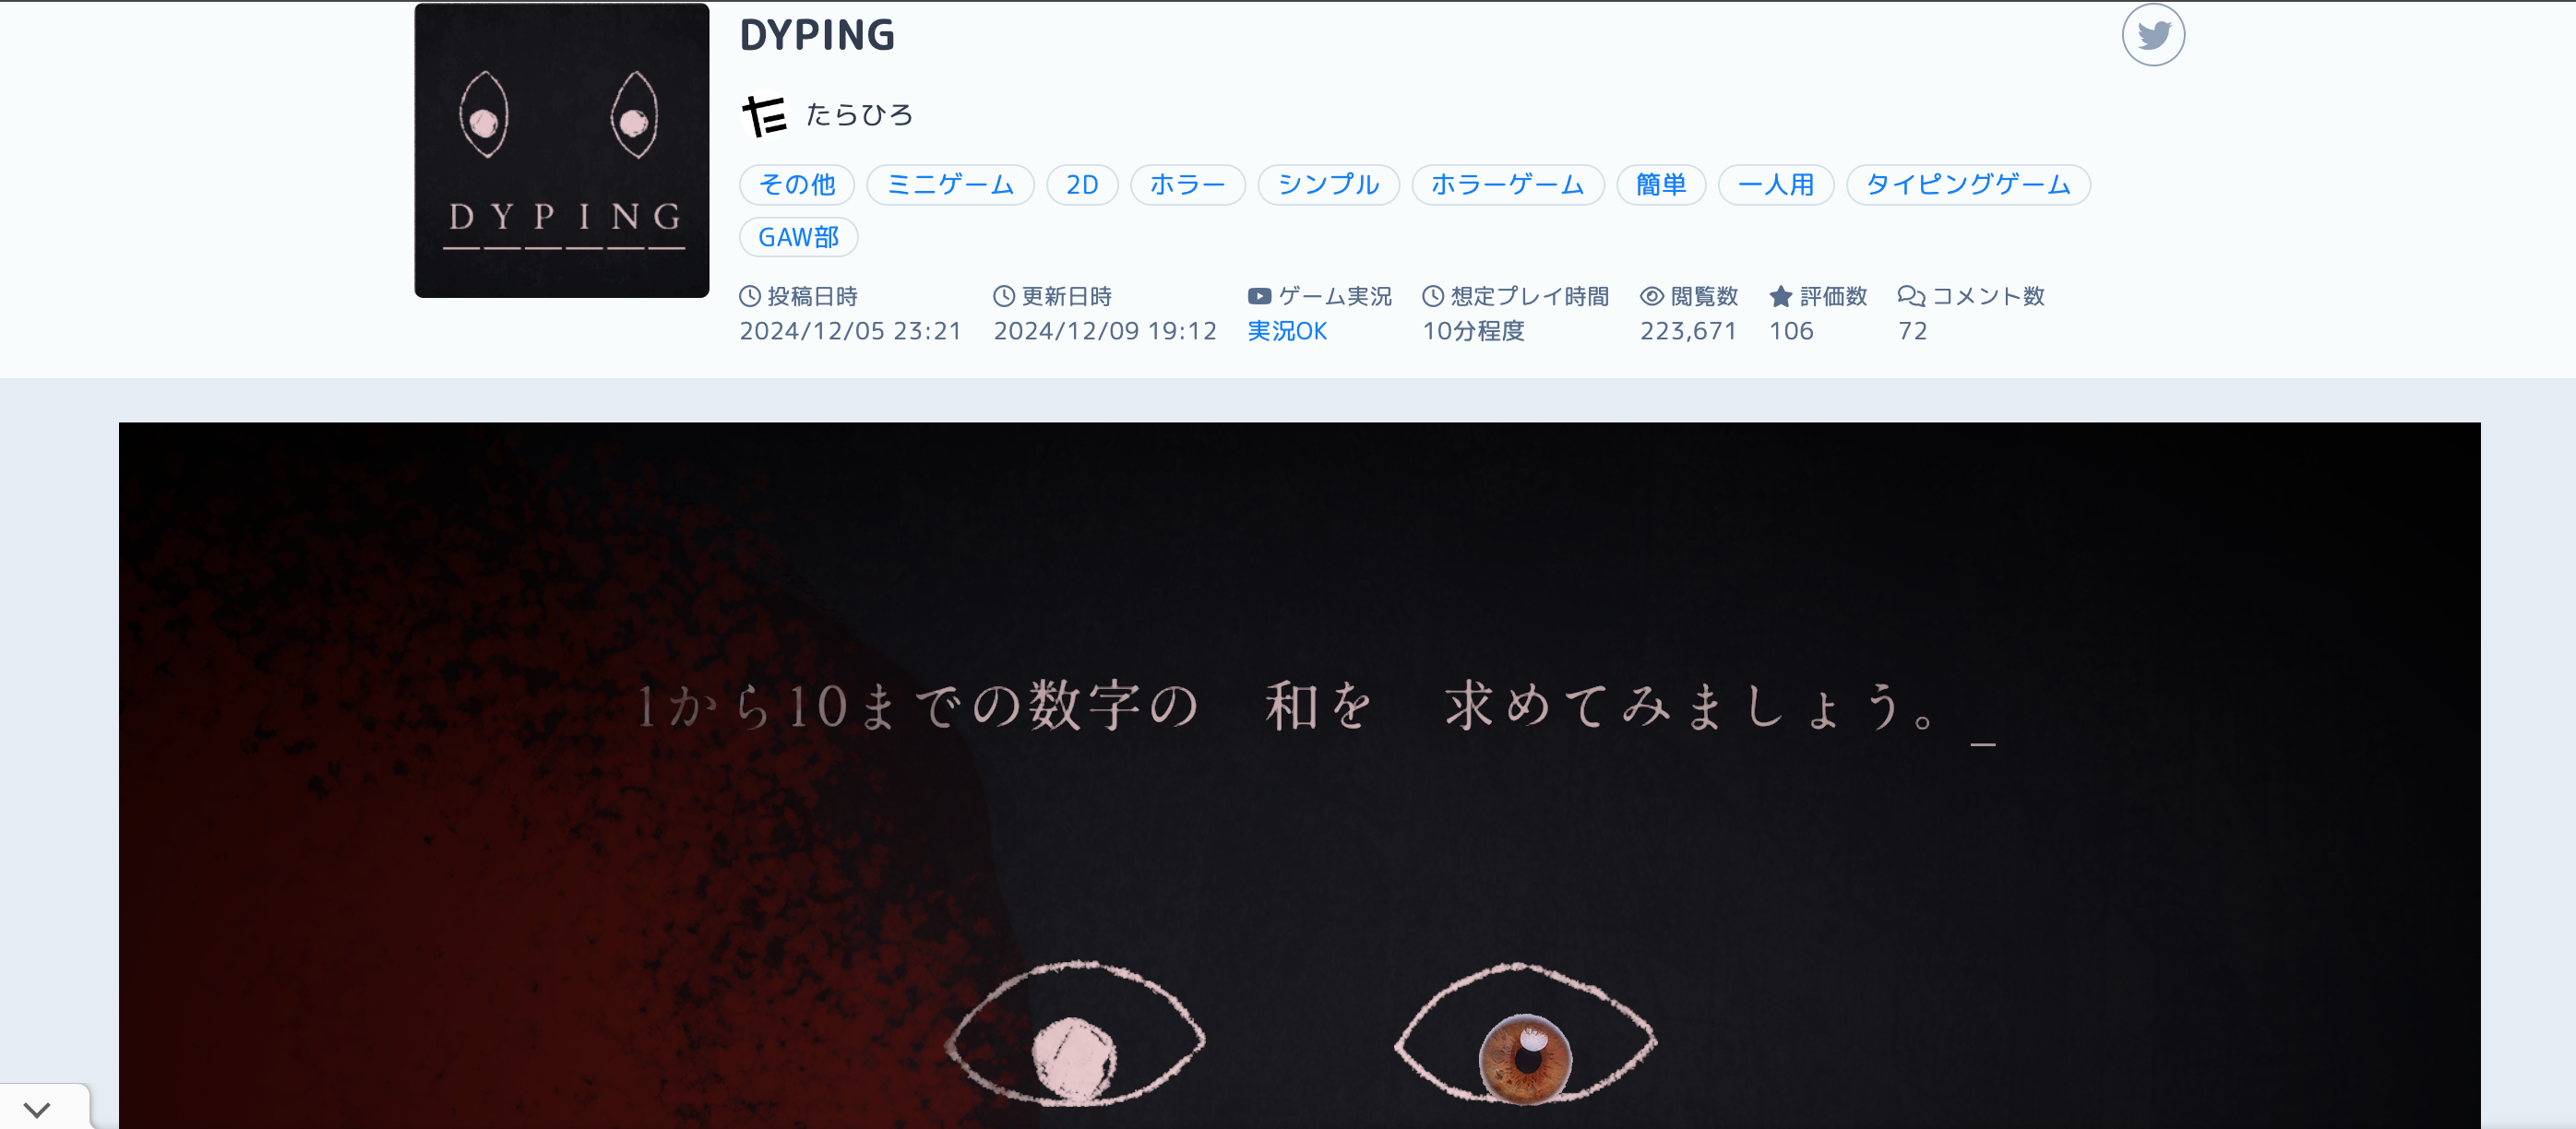 DYPING
DYPING
たらひろ
その他 ミニゲーム 2D ホラー シンプル ホラーゲーム 簡単 一人用 タイピングゲーム
GAW部
投稿日時 更新日時 ゲーム実況 想定プレイ時間 閲覧数 評価数 コメント数
2024/12/05 23:21 2024/12/09 19:12 実況OK 10分程度 223,671 106 72
1から10までの数字の 和を 求めてみましょう。_